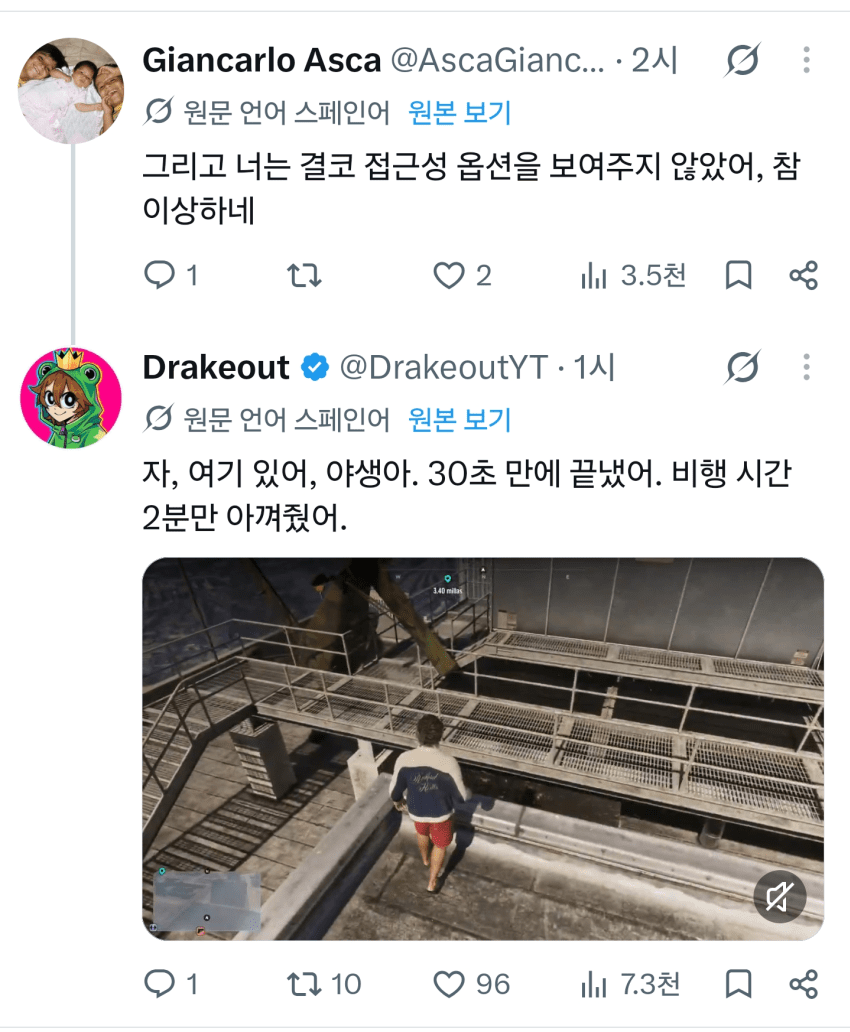 Giancarlo Asca @AscaGianc... · 2시
원문 언어 스페인어 원본 보기
그리고 너는 결코 접근성 옵션을 보여주지 않았어, 참
이상하네
1 2 3.5천
Drakeout @DrakeoutYT · 1시
원문 언어 스페인어 원본 보기
자, 여기 있어, 야생아. 30초 만에 끝냈어. 비행 시간
2분만 아껴줬어.
3.40 millas
1 10 96 7.3천